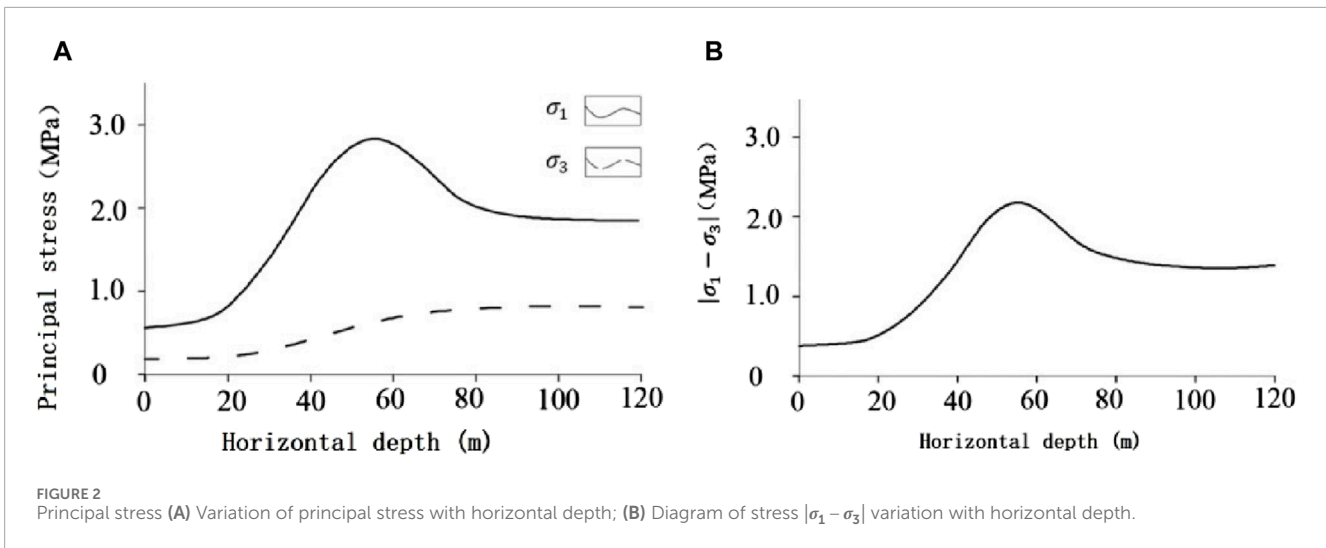 A
B
Principal stress (MPa)
3.0
2.0
1.0
0
0 20 40 60 80 100 120
Horizontal depth (m)
σ1
σ3
|σ1 − σ3| (MPa)
3.0
2.0
1.0
0
0 20 40 60 80 100 120
Horizontal depth (m)
FIGURE 2
Principal stress (A) Variation of principal stress with horizontal depth; (B) Diagram of stress |σ1 − σ3| variation with horizontal depth.